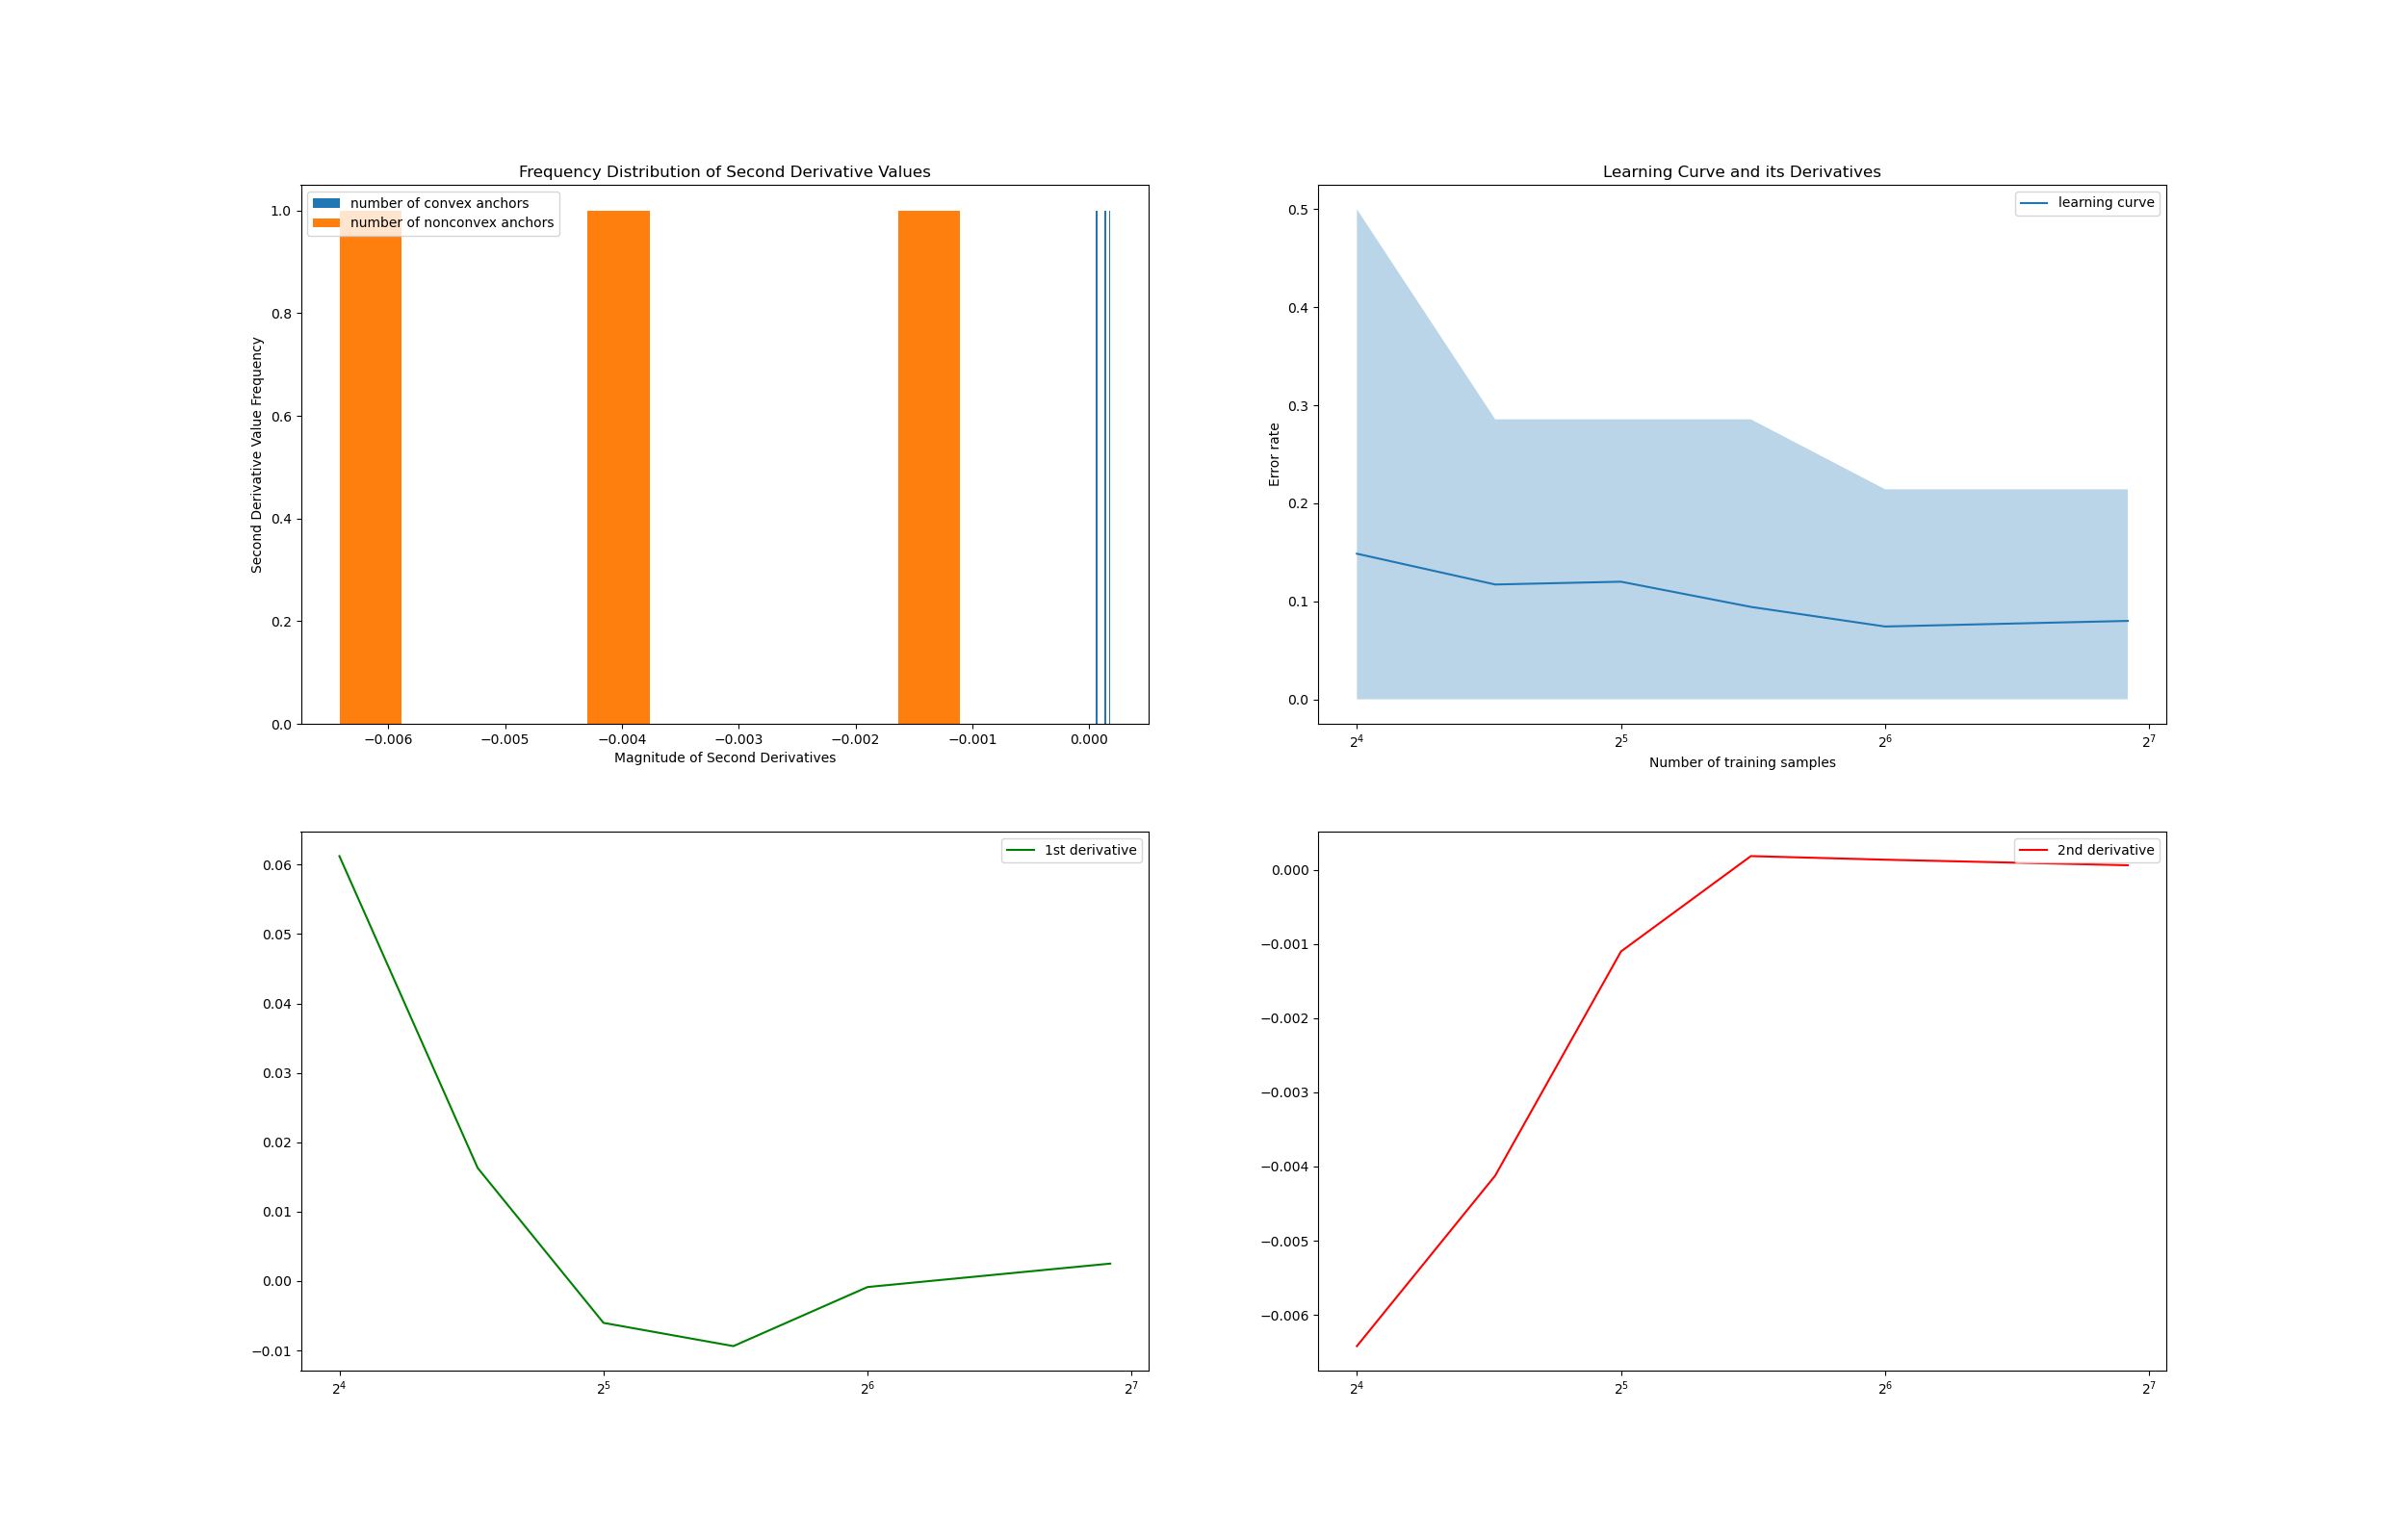 Frequency Distribution of Second Derivative Values
number of convex anchors
number of nonconvex anchors
Second Derivative Value Frequency
1.0
0.8
0.6
0.4
0.2
0.0
−0.006 −0.005 −0.004 −0.003 −0.002 −0.001 0.000
Magnitude of Second Derivatives
Learning Curve and its Derivatives
learning curve
Error rate
0.5
0.4
0.3
0.2
0.1
0.0
2⁴ 2⁵ 2⁶ 2⁷
Number of training samples
1st derivative
0.06
0.05
0.04
0.03
0.02
0.01
0.00
−0.01
2⁴ 2⁵ 2⁶ 2⁷
2nd derivative
0.000
−0.001
−0.002
−0.003
−0.004
−0.005
−0.006
2⁴ 2⁵ 2⁶ 2⁷